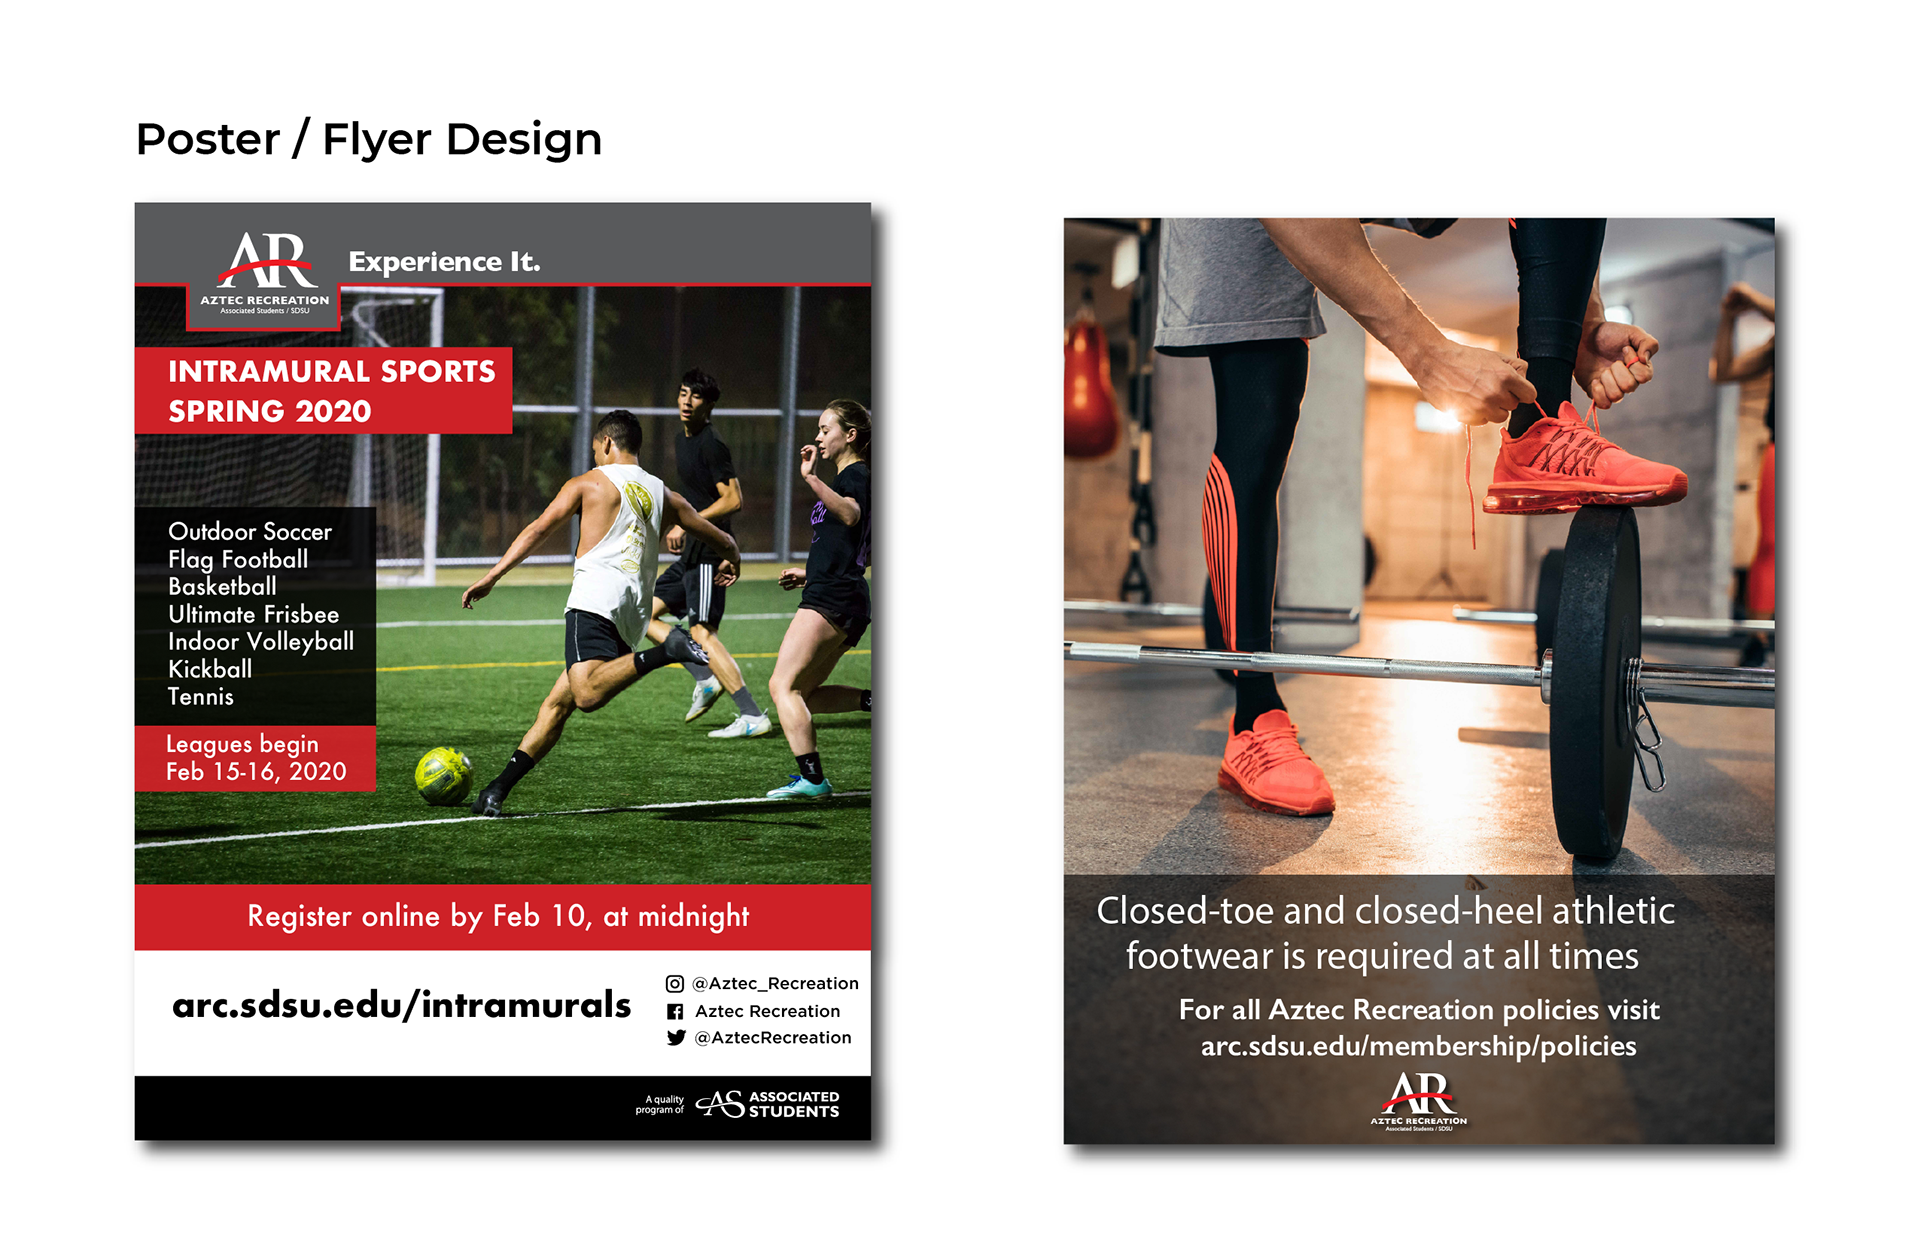 Poster / Flyer Design
AR
AZTEC RECREATION
Associated Students / SDSU
Experience It.
INTRAMURAL SPORTS
SPRING 2020
Outdoor Soccer
Flag Football
Basketball
Ultimate Frisbee
Indoor Volleyball
Kickball
Tennis
Leagues begin
Feb 15-16, 2020
Register online by Feb 10, at midnight
arc.sdsu.edu/intramurals
@Aztec_Recreation
Aztec Recreation
@AztecRecreation
A quality
program of
AS
ASSOCIATED
STUDENTS
Closed-toe and closed-heel athletic
footwear is required at all times
For all Aztec Recreation policies visit
arc.sdsu.edu/membership/policies
AR
AZTEC RECREATION
Associated Students / SDSU